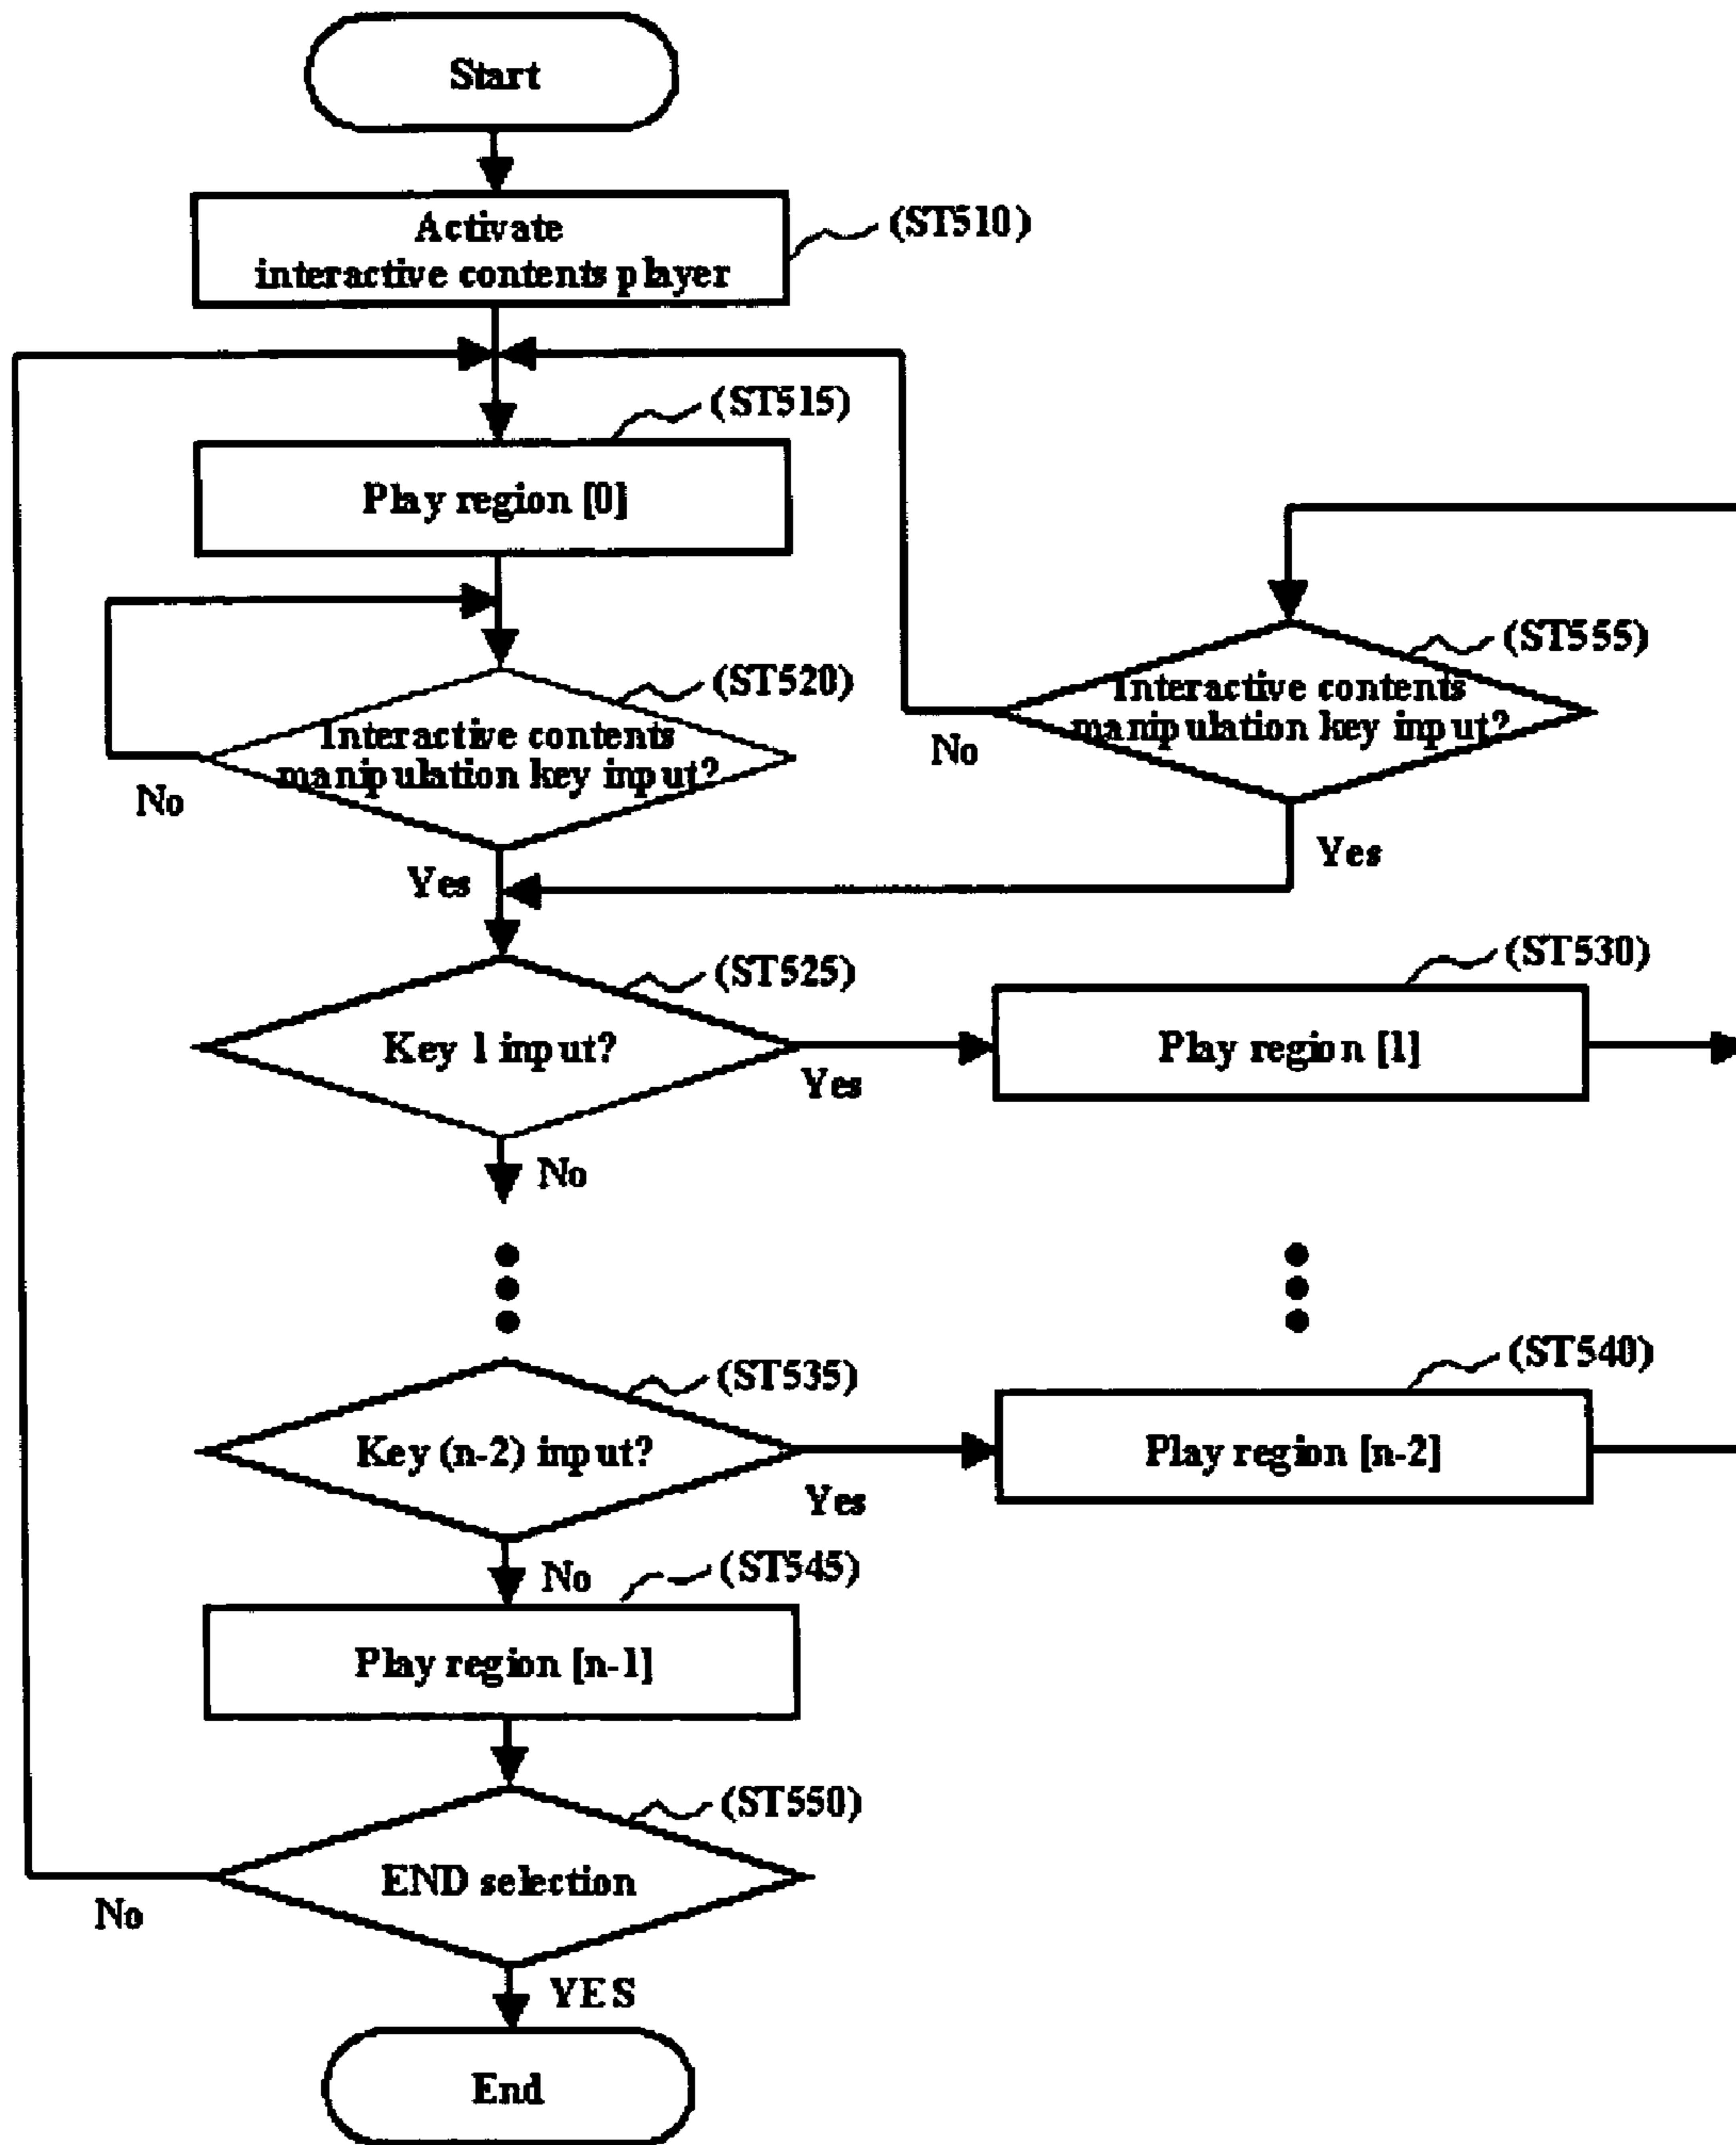 Start
Activate
interactive contents player
(ST510)
(ST515)
Play region [0]
(ST520)
Interactive contents
manipulation key input?
No
Yes
(ST555)
Interactive contents
manipulation key input?
No
Yes
(ST525)
Key 1 input?
Yes
No
(ST530)
Play region [1]
(ST535)
Key (n-2) input?
Yes
No
(ST540)
Play region [n-2]
(ST545)
Play region [n-1]
(ST550)
END selection
No
YES
End